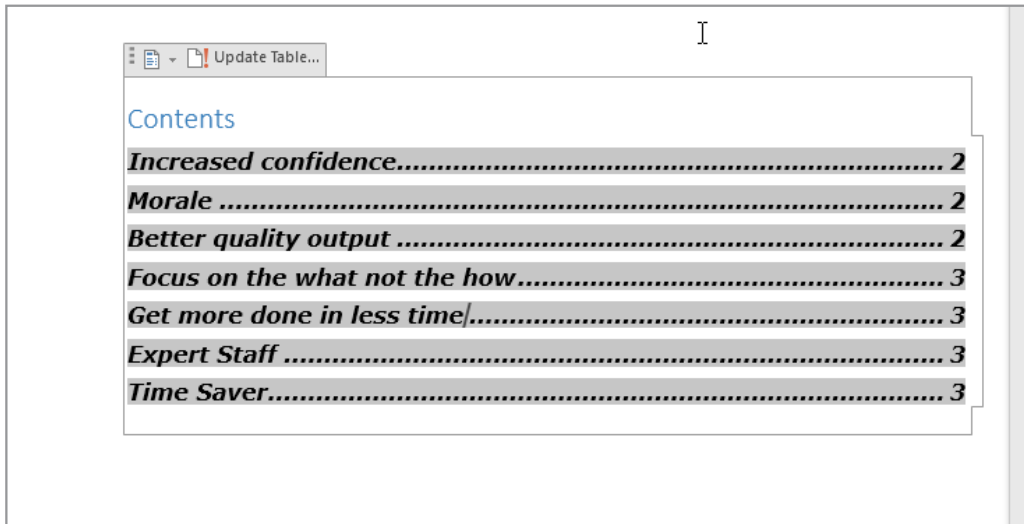 Update Table...
Contents
Increased confidence.................................................................... 2
Morale .......................................................................................... 2
Better quality output .................................................................... 2
Focus on the what not the how..................................................... 3
Get more done in less time........................................................... 3
Expert Staff .................................................................................. 3
Time Saver.................................................................................... 3